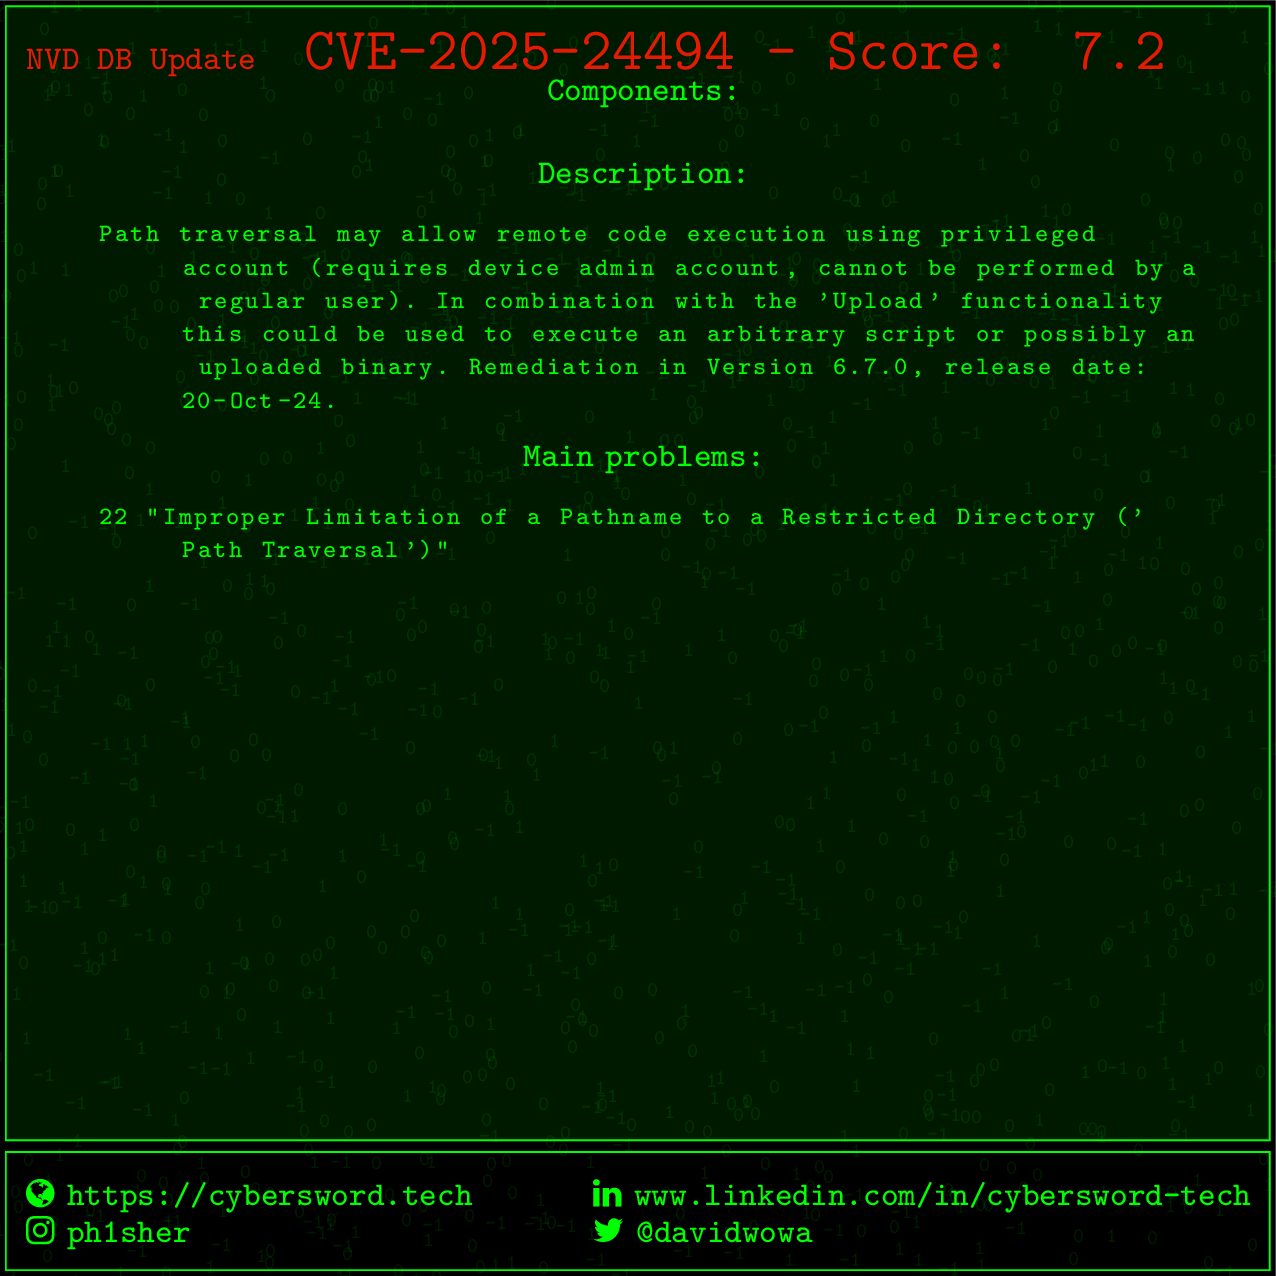 NVD DB Update CVE-2025-24494 - Score: 7.2
Components:
Description:
Path traversal may allow remote code execution using privileged
account (requires device admin account, cannot be performed by a
regular user). In combination with the 'Upload' functionality
this could be used to execute an arbitrary script or possibly an
uploaded binary. Remediation in Version 6.7.0, release date:
20-Oct-24.
Main problems:
22 "Improper Limitation of a Pathname to a Restricted Directory ('
Path Traversal')"
https://cybersword.tech www.linkedin.com/in/cybersword-tech
ph1sher @davidwowa